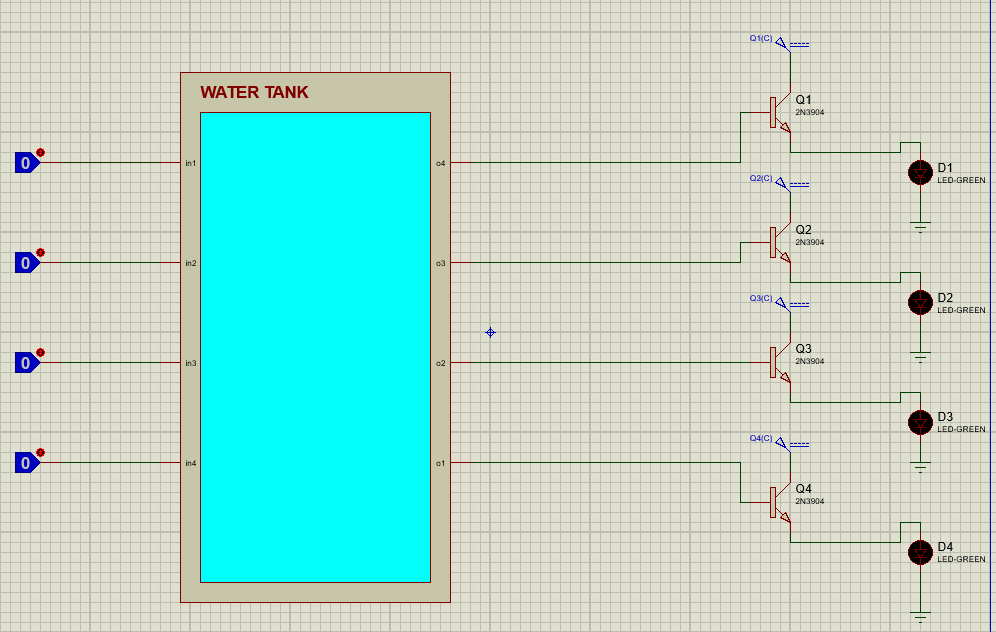 Q1(C)
WATER TANK
Q1
2N3904
0
in1
o4
D1
LED-GREEN
Q2(C)
Q2
2N3904
0
in2
o3
Q3(C)
D2
LED-GREEN
Q3
2N3904
0
in3
o2
D3
LED-GREEN
Q4(C)
0
in4
o1
Q4
2N3904
D4
LED-GREEN